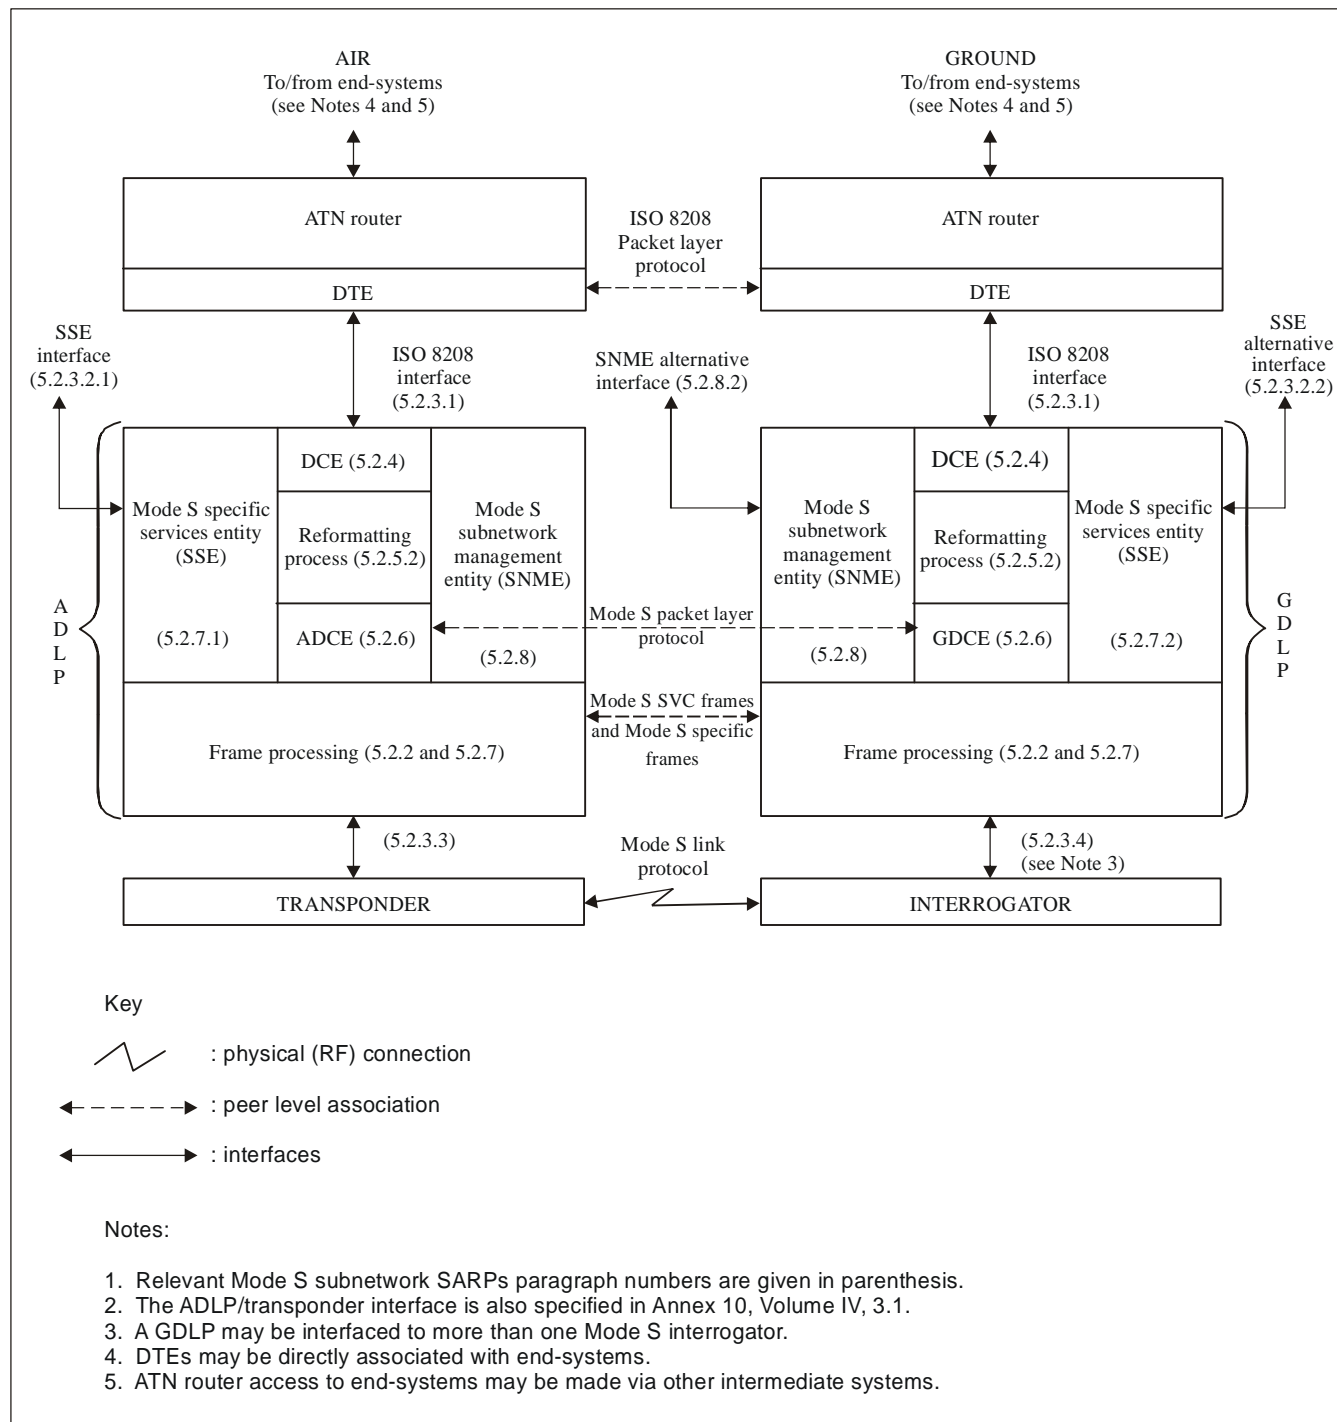 AIR
To/from end-systems
(see Notes 4 and 5)
GROUND
To/from end-systems
(see Notes 4 and 5)
ATN router
DTE
ISO 8208
Packet layer
protocol
ATN router
DTE
SSE
interface
(5.2.3.2.1)
ISO 8208
interface
(5.2.3.1)
SNME alternative
interface (5.2.8.2)
ISO 8208
interface
(5.2.3.1)
SSE
alternative
interface
(5.2.3.2.2)
A
D
L
P
Mode S specific
services entity
(SSE)
(5.2.7.1)
DCE (5.2.4)
Reformatting
process (5.2.5.2)
ADCE (5.2.6)
Mode S
subnetwork
management
entity (SNME)
(5.2.8)
Mode S packet layer
protocol
Mode S
subnetwork
management
entity (SNME)
(5.2.8)
DCE (5.2.4)
Reformatting
process (5.2.5.2)
GDCE (5.2.6)
Mode S specific
services entity
(SSE)
(5.2.7.2)
G
D
L
P
Frame processing (5.2.2 and 5.2.7)
Mode S SVC frames
and Mode S specific
frames
Frame processing (5.2.2 and 5.2.7)
(5.2.3.3)
Mode S link
protocol
(5.2.3.4)
(see Note 3)
TRANSPONDER
INTERROGATOR
Key
: physical (RF) connection
: peer level association
: interfaces
Notes:
1. Relevant Mode S subnetwork SARPs paragraph numbers are given in parenthesis.
2. The ADLP/transponder interface is also specified in Annex 10, Volume IV, 3.1.
3. A GDLP may be interfaced to more than one Mode S interrogator.
4. DTEs may be directly associated with end-systems.
5. ATN router access to end-systems may be made via other intermediate systems.